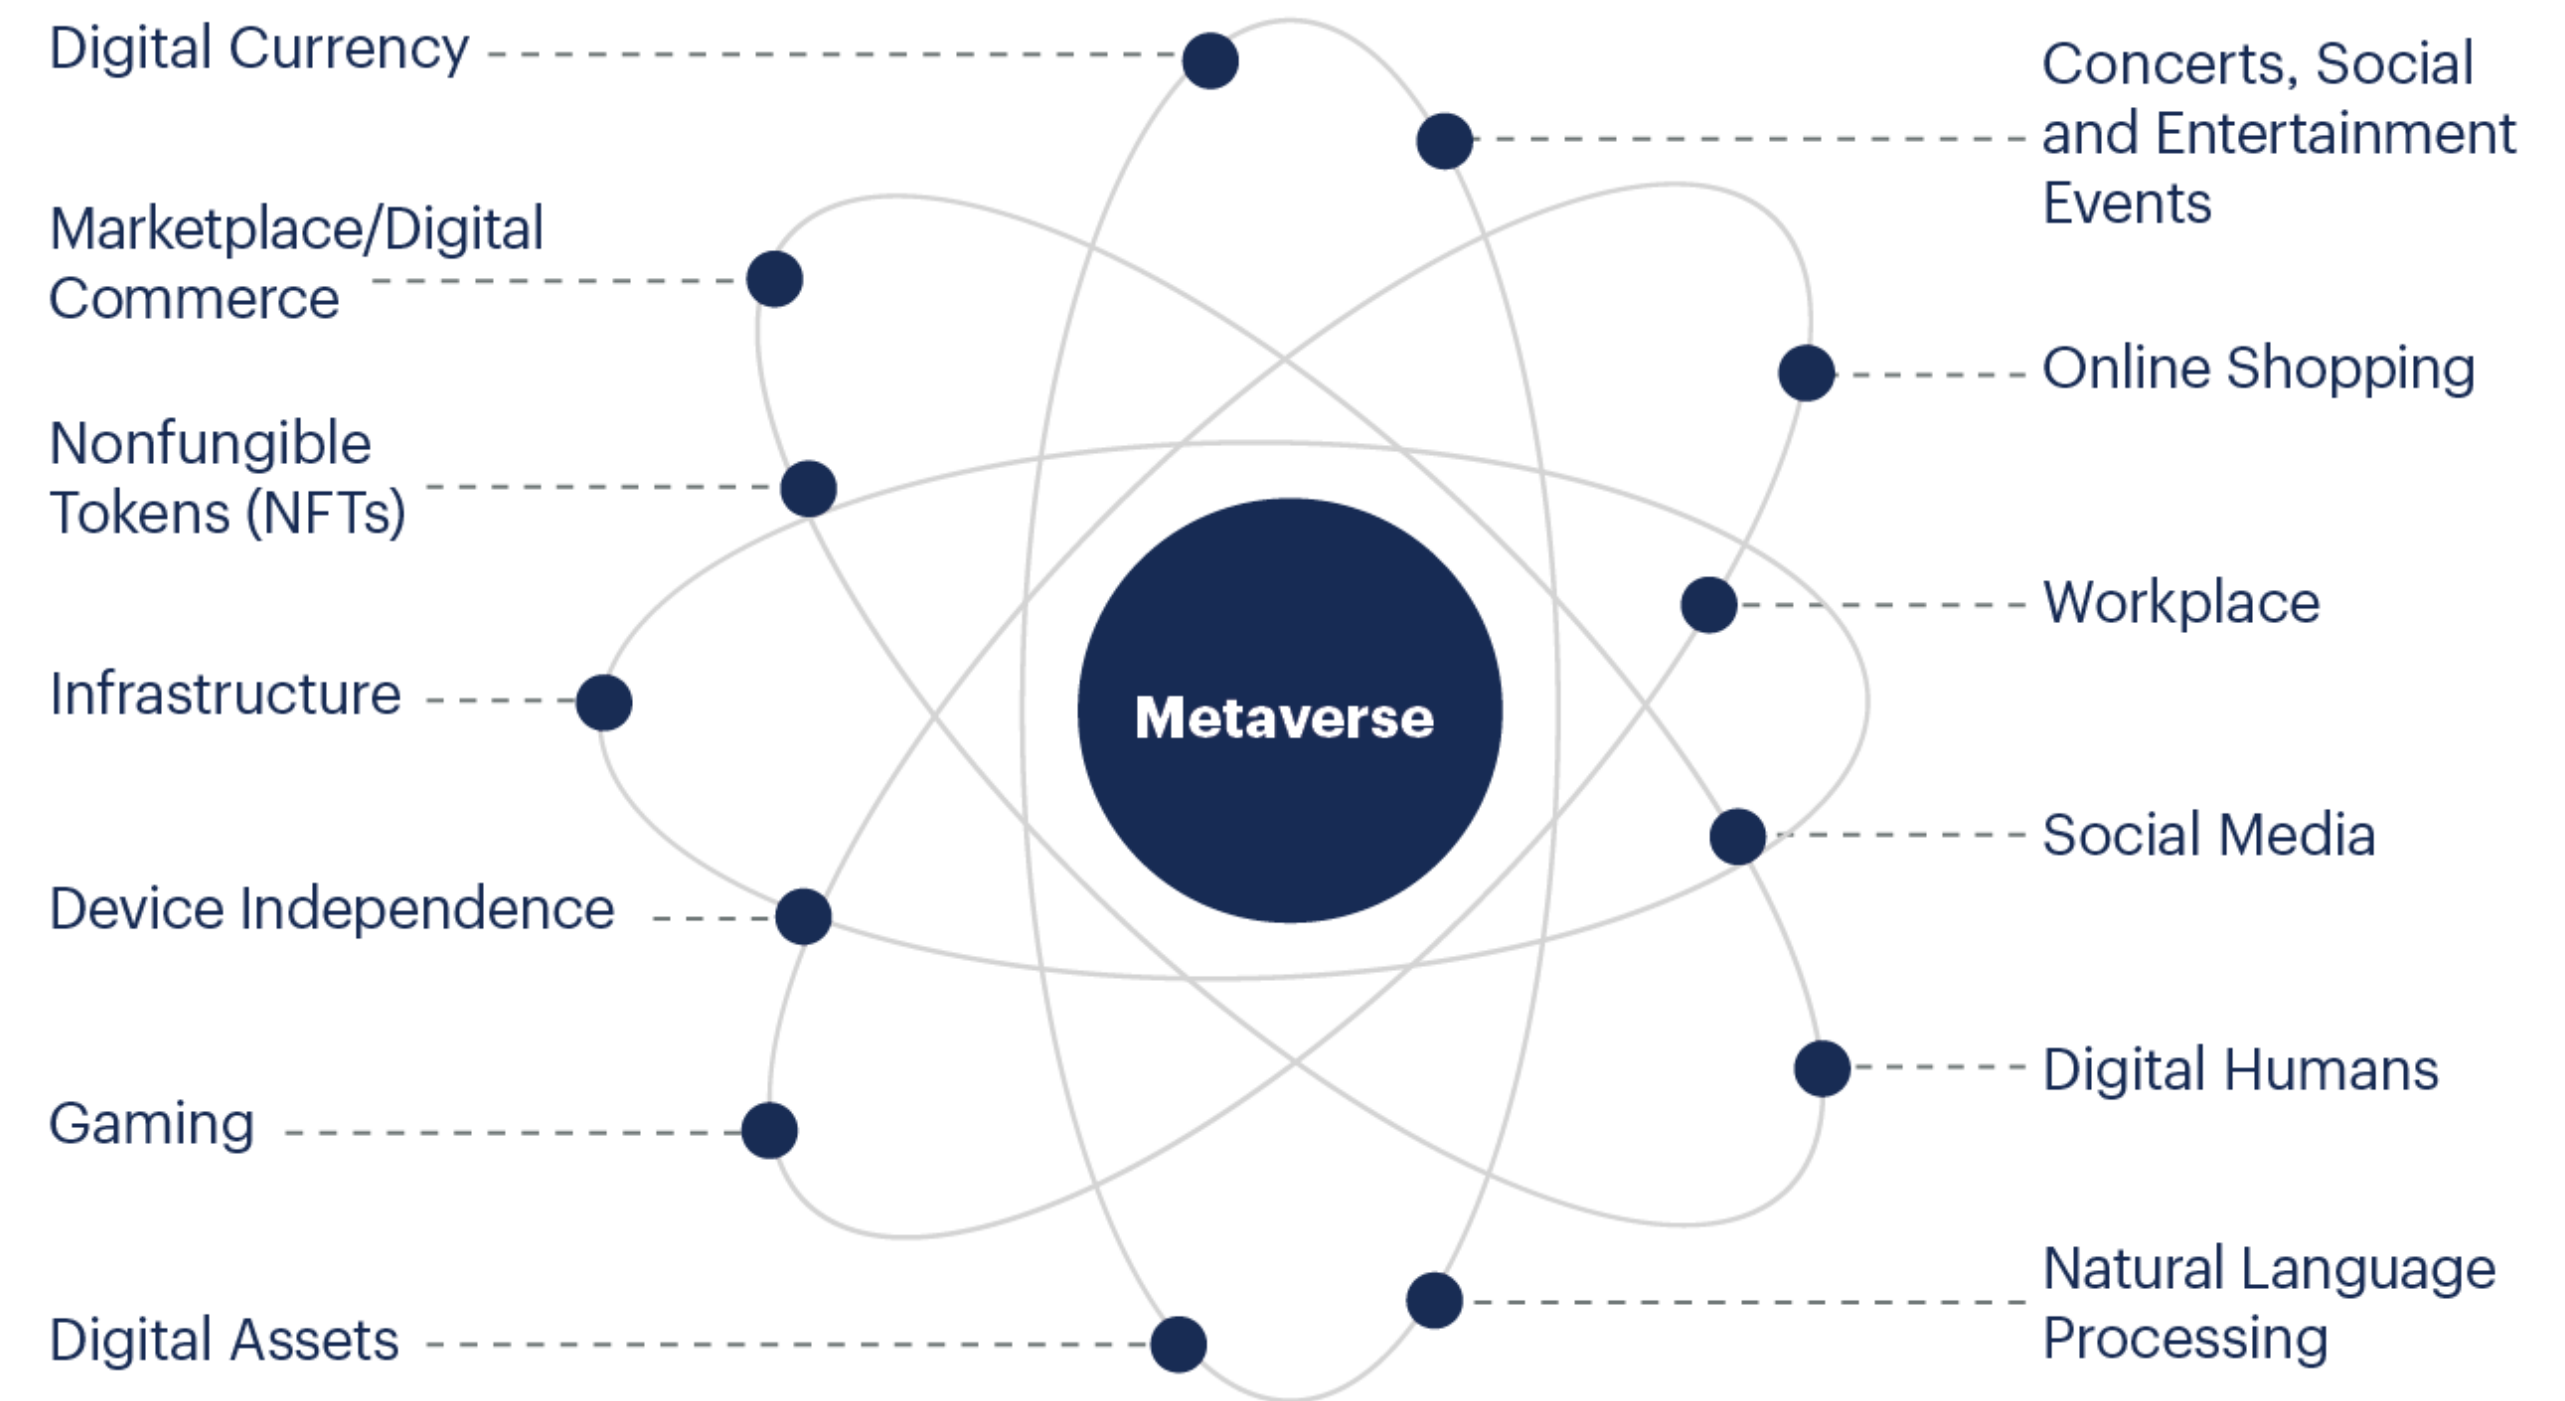 Digital Currency
Marketplace/Digital
Commerce
Nonfungible
Tokens (NFTs)
Infrastructure
Device Independence
Gaming
Digital Assets
Metaverse
Concerts, Social
and Entertainment
Events
Online Shopping
Workplace
Social Media
Digital Humans
Natural Language
Processing